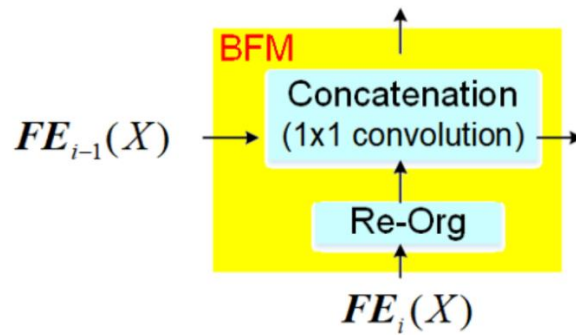 BFM
Concatenation
(1x1 convolution)
FE_{i-1}(X)
Re-Org
FE_i(X)